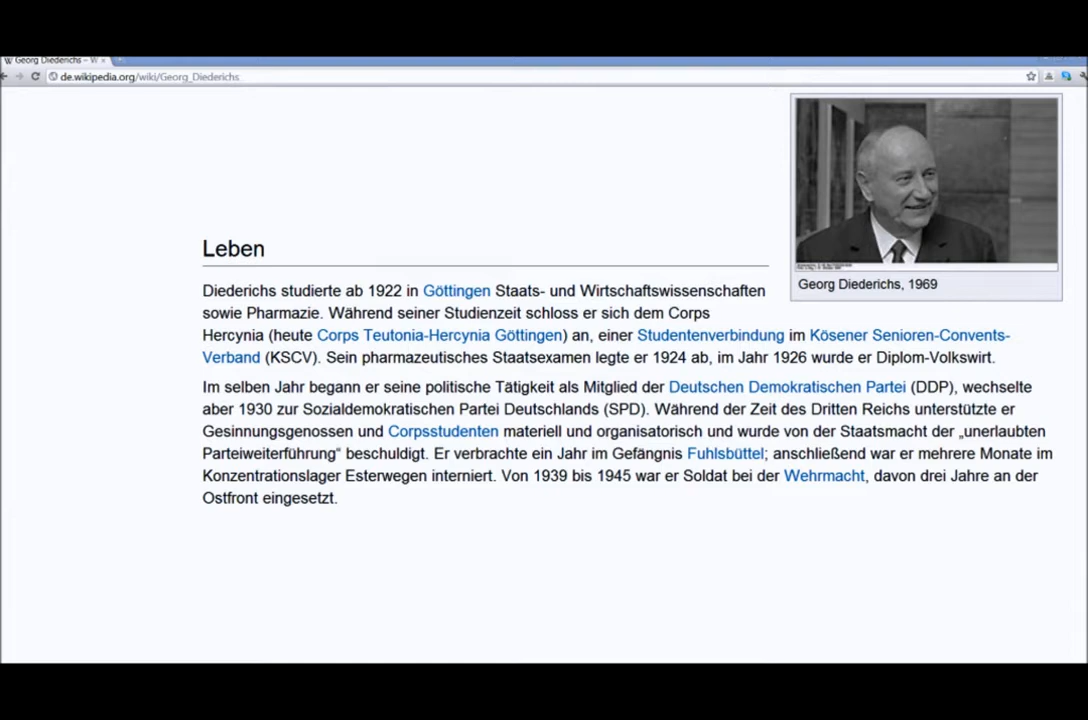 Georg Diederichs – W
de.wikipedia.org/wiki/Georg_Diederichs
Georg Diederichs, 1969
Leben
Diederichs studierte ab 1922 in Göttingen Staats- und Wirtschaftswissenschaften
sowie Pharmazie. Während seiner Studienzeit schloss er sich dem Corps
Hercynia (heute Corps Teutonia-Hercynia Göttingen) an, einer Studentenverbindung im Kösener Senioren-Convents-
Verband (KSCV). Sein pharmazeutisches Staatsexamen legte er 1924 ab, im Jahr 1926 wurde er Diplom-Volkswirt.
Im selben Jahr begann er seine politische Tätigkeit als Mitglied der Deutschen Demokratischen Partei (DDP), wechselte
aber 1930 zur Sozialdemokratischen Partei Deutschlands (SPD). Während der Zeit des Dritten Reichs unterstützte er
Gesinnungsgenossen und Corpsstudenten materiell und organisatorisch und wurde von der Staatsmacht der „unerlaubten
Parteiweiterführung“ beschuldigt. Er verbrachte ein Jahr im Gefängnis Fuhlsbüttel; anschließend war er mehrere Monate im
Konzentrationslager Esterwegen interniert. Von 1939 bis 1945 war er Soldat bei der Wehrmacht, davon drei Jahre an der
Ostfront eingesetzt.